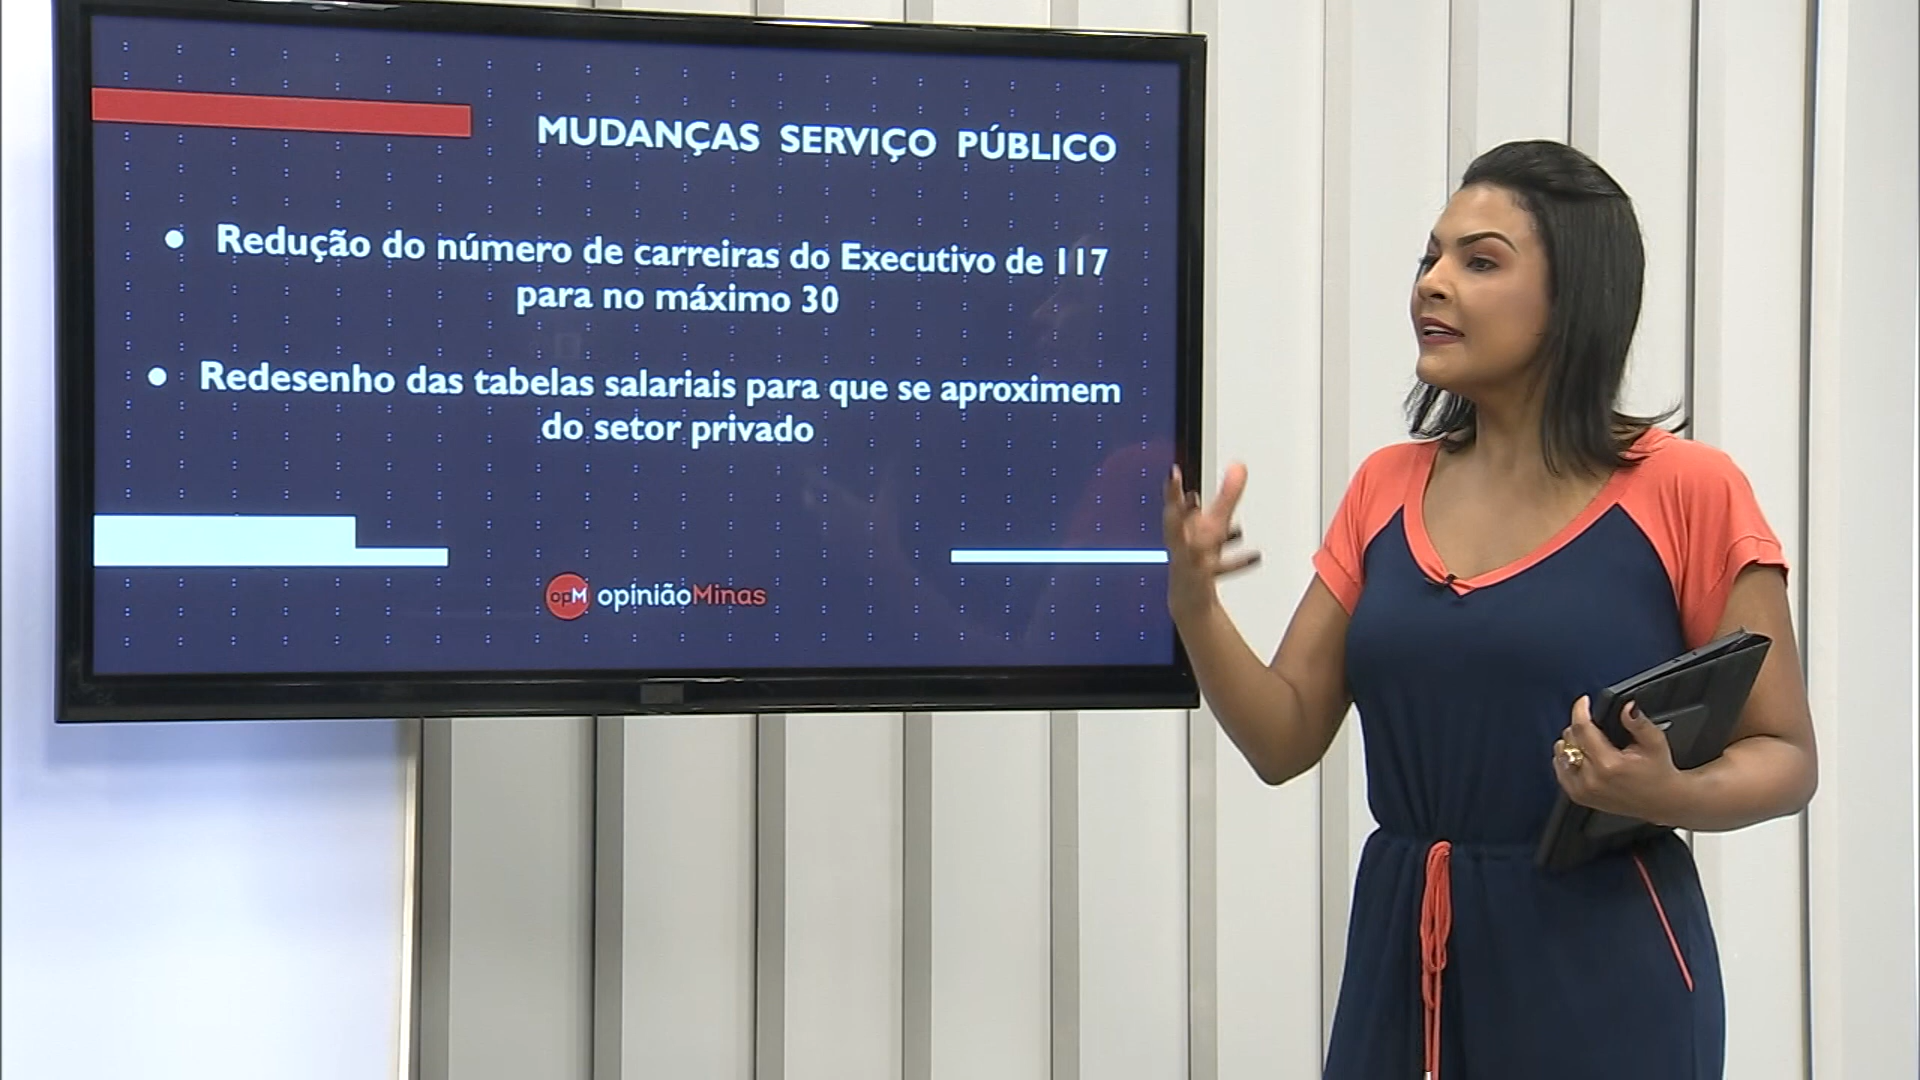 MUDANÇAS SERVIÇO PÚBLICO
• Redução do número de carreiras do Executivo de 117
para no máximo 30
• Redesenho das tabelas salariais para que se aproximem
do setor privado
opM opiniãoMinas